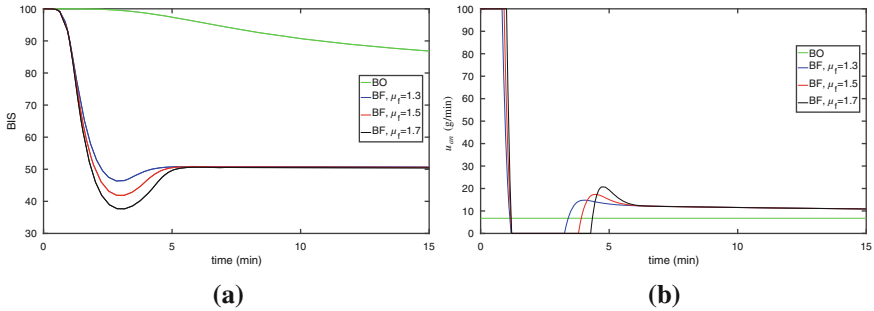 100
90
80
70
60
50
40
30
BIS
0
5
10
15
time (min)
BO
BF, μf=1.3
BF, μf=1.5
BF, μf=1.7
(a)
100
90
80
70
60
50
40
30
20
10
0
uan (g/min)
0
5
10
15
time (min)
BO
BF, μf=1.3
BF, μf=1.5
BF, μf=1.7
(b)